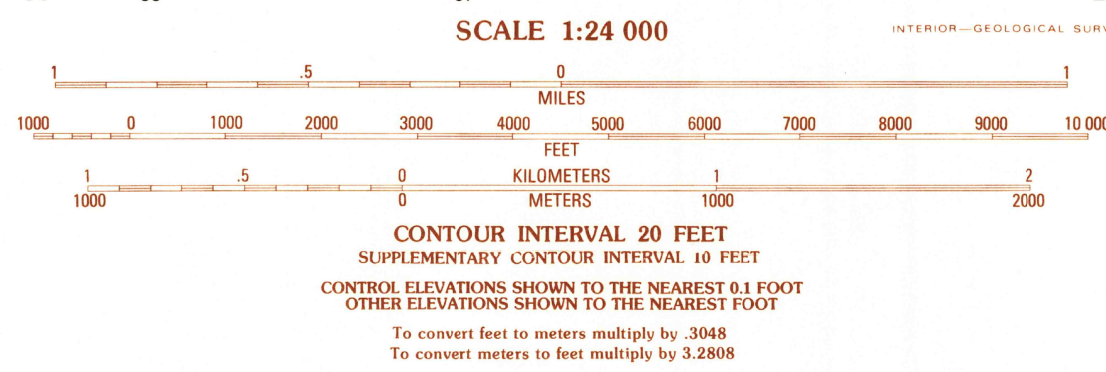 SCALE 1:24 000
INTERIOR—GEOLOGICAL
1 .5 0 1
MILES
1000 0 1000 2000 3000 4000 5000 6000 7000 8000 9000 10 000
FEET
1 .5 0 KILOMETERS 1 2
1000 0 METERS 1000 2000
CONTOUR INTERVAL 20 FEET
SUPPLEMENTARY CONTOUR INTERVAL 10 FEET
CONTROL ELEVATIONS SHOWN TO THE NEAREST 0.1 FOOT
OTHER ELEVATIONS SHOWN TO THE NEAREST FOOT
To convert feet to meters multiply by .3048
To convert meters to feet multiply by 3.2808